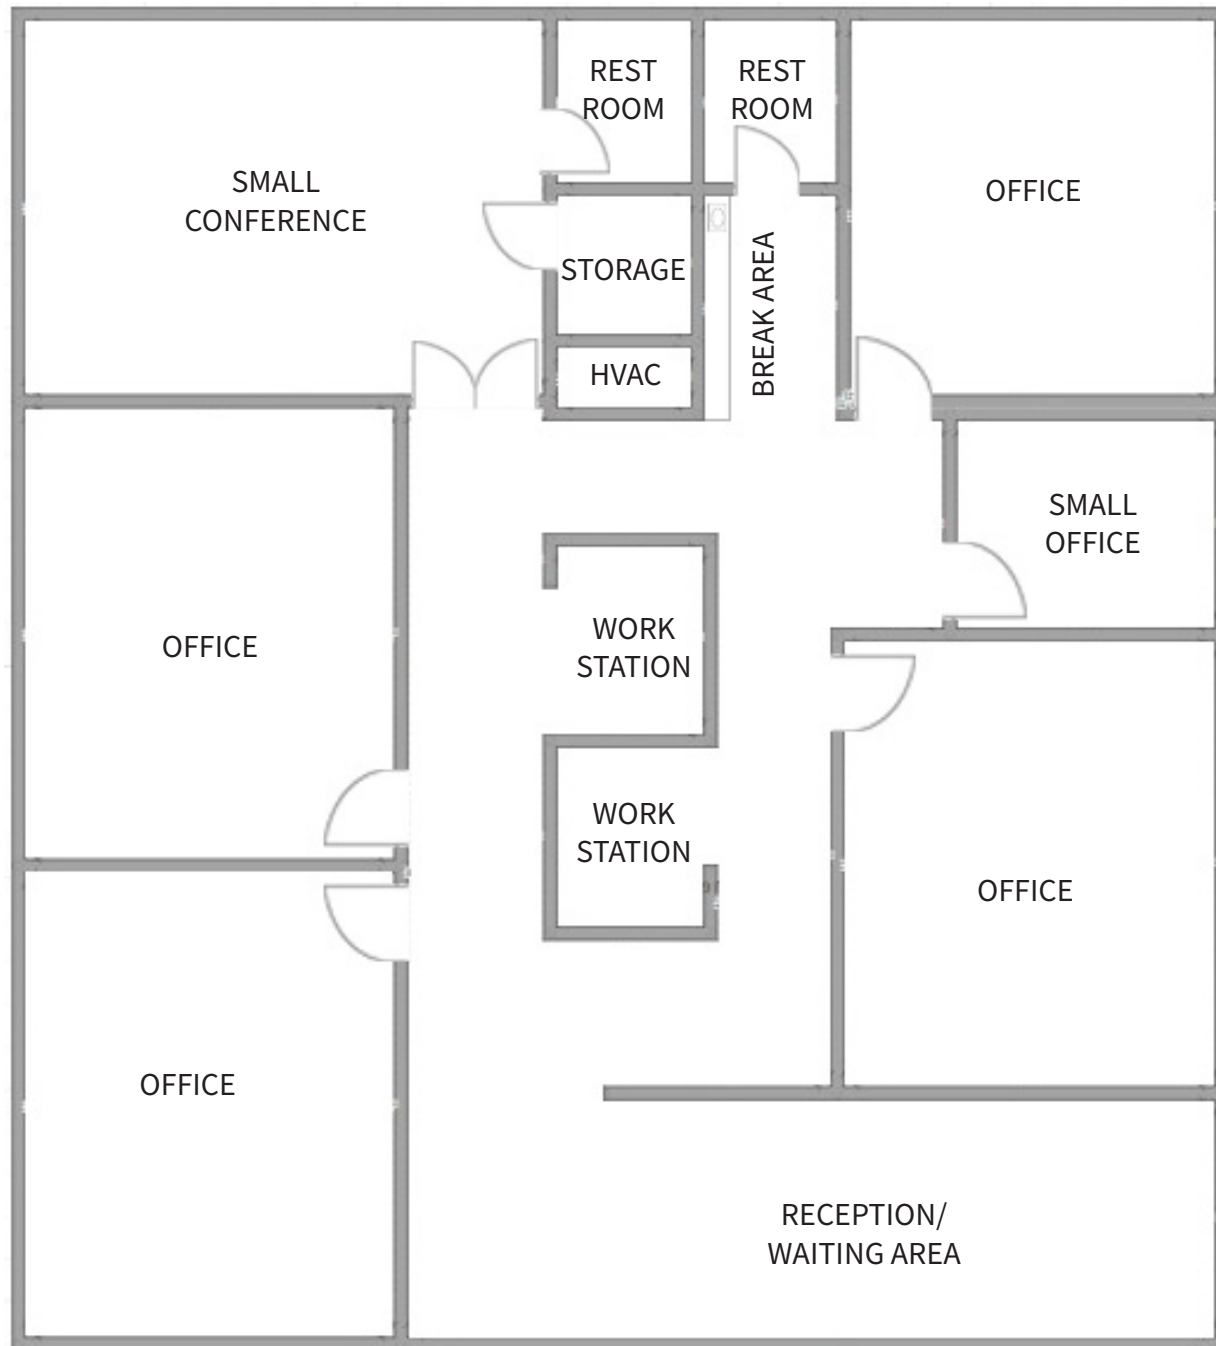 REST
ROOM
REST
ROOM
SMALL
CONFERENCE
OFFICE
STORAGE
BREAK AREA
HVAC
SMALL
OFFICE
WORK
STATION
OFFICE
WORK
STATION
OFFICE
OFFICE
RECEPTION/
WAITING AREA